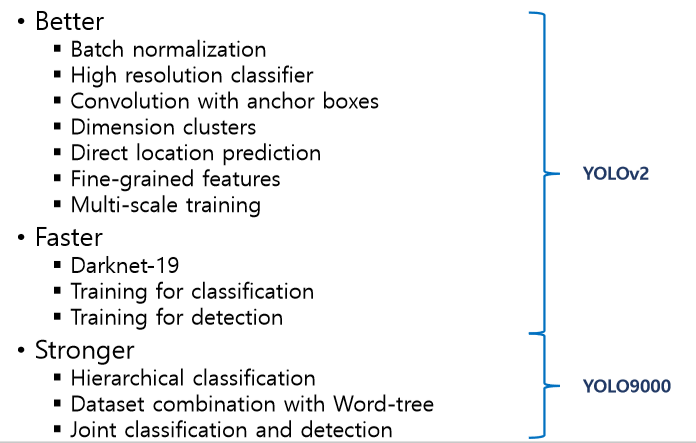 • Better
▪ Batch normalization
▪ High resolution classifier
▪ Convolution with anchor boxes
▪ Dimension clusters
▪ Direct location prediction
▪ Fine-grained features
▪ Multi-scale training
YOLOv2
• Faster
▪ Darknet-19
▪ Training for classification
▪ Training for detection
• Stronger
▪ Hierarchical classification
▪ Dataset combination with Word-tree
▪ Joint classification and detection
YOLO9000